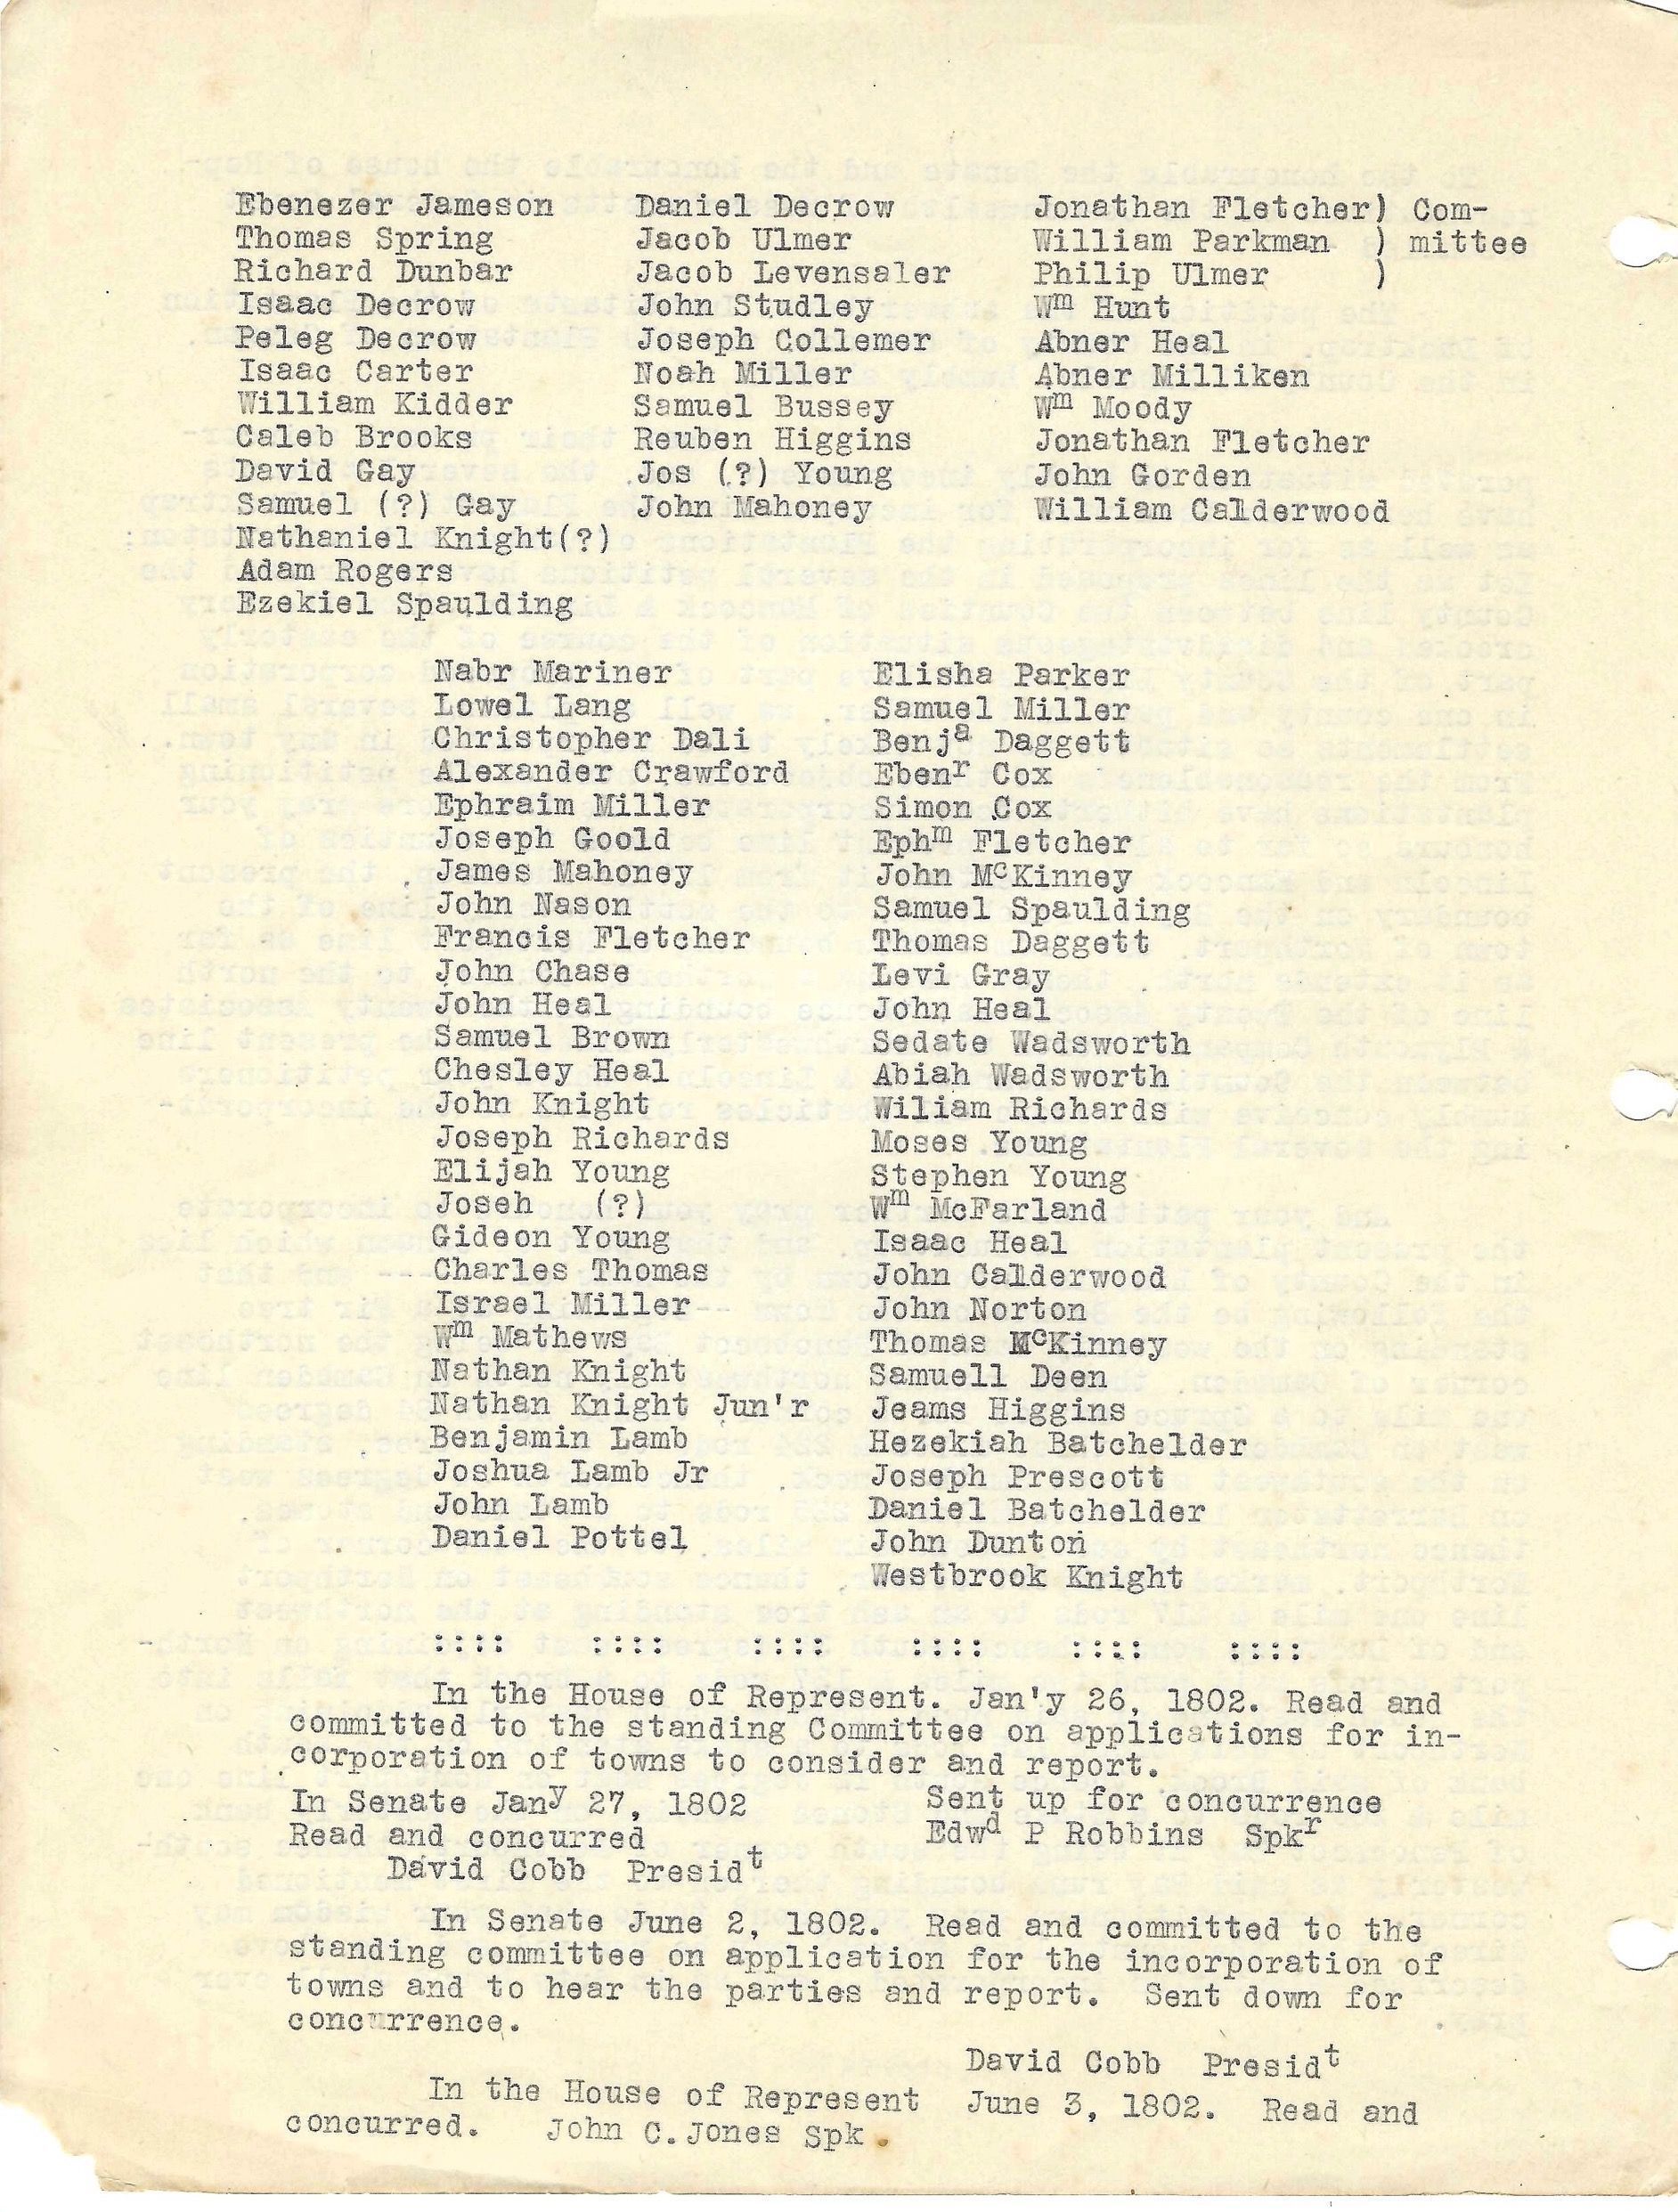 Ebenezer Jameson Daniel Decrow Jonathan Fletcher) Com-
Thomas Spring Jacob Ulmer William Parkman ) mittee
Richard Dunbar Jacob Levensaler Philip Ulmer )
Isaac Decrow John Studley Wm Hunt
Peleg Decrow Joseph Collemer Abner Heal
Isaac Carter Noah Miller Abner Milliken
William Kidder Samuel Bussey Wm Moody
Caleb Brooks Reuben Higgins Jonathan Fletcher
David Gay Jos (?) Young John Gorden
Samuel (?) Gay John Mahoney William Calderwood
Nathaniel Knight(?)
Adam Rogers
Ezekiel Spaulding
Nabr Mariner Elisha Parker
Lowel Lang Samuel Miller
Christopher Dali Benja Daggett
Alexander Crawford Ebenr Cox
Ephraim Miller Simon Cox
Joseph Goold Ephm Fletcher
James Mahoney John McKinney
John Nason Samuel Spaulding
Francis Fletcher Thomas Daggett
John Chase Levi Gray
John Heal John Heal
Samuel Brown Sedate Wadsworth
Chesley Heal Abiah Wadsworth
John Knight Wiliam Richards
Joseph Richards Moses Young
Elijah Young Stephen Young
Joseh (?) Wm McFarland
Gideon Young Isaac Heal
Charles Thomas John Calderwood
Israel Miller John Norton
Wm Mathews Thomas McKinney
Nathan Knight Samuell Deen
Nathan Knight Jun'r Jeams Higgins
Benjamin Lamb Hezekiah Batchelder
Joshua Lamb Jr Joseph Prescott
John Lamb Daniel Batchelder
Daniel Pottel John Dunton
Westbrook Knight
:::: :::: :::: :::: :::: ::::
In the House of Represent. Jan'y 26, 1802. Read and
committed to the standing Committee on applications for in-
corporation of towns to consider and report.
In Senate Jany 27, 1802 Sent up for concurrence
Read and concurred Edwd P Robbins Spkr
David Cobb Presidt
In Senate June 2, 1802. Read and committed to the
standing committee on application for the incorporation of
towns and to hear the parties and report. Sent down for
concurrence.
David Cobb Presidt
In the House of Represent June 3, 1802. Read and
concurred. John C.Jones Spk.